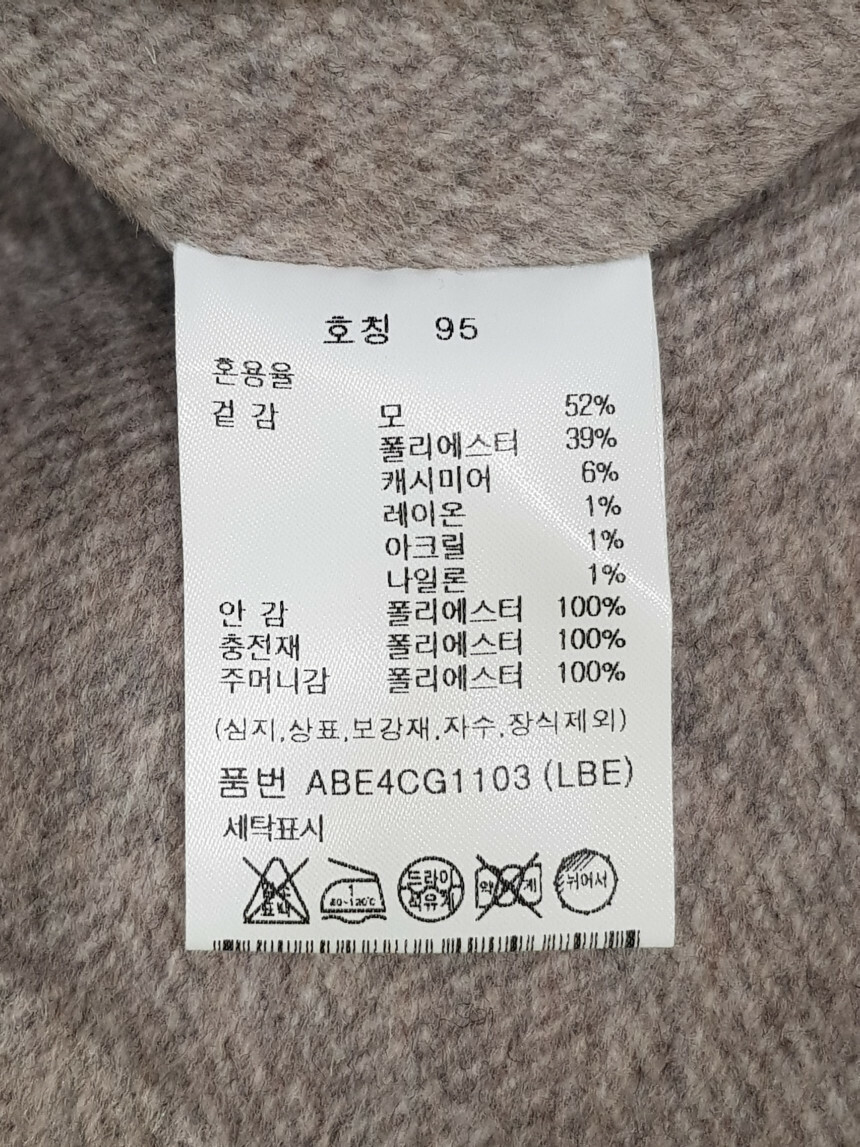 호칭 95
혼용율
겉 감 모 52%
폴리에스터 39%
캐시미어 6%
레이온 1%
아크릴 1%
나일론 1%
안 감 폴리에스터 100%
충전재 폴리에스터 100%
주머니감 폴리에스터 100%
(심지,상표,보강재,자수,장식제외)
품번 ABE4CG1103 (LBE)
세탁표시
드라이 뉘어서
석유계